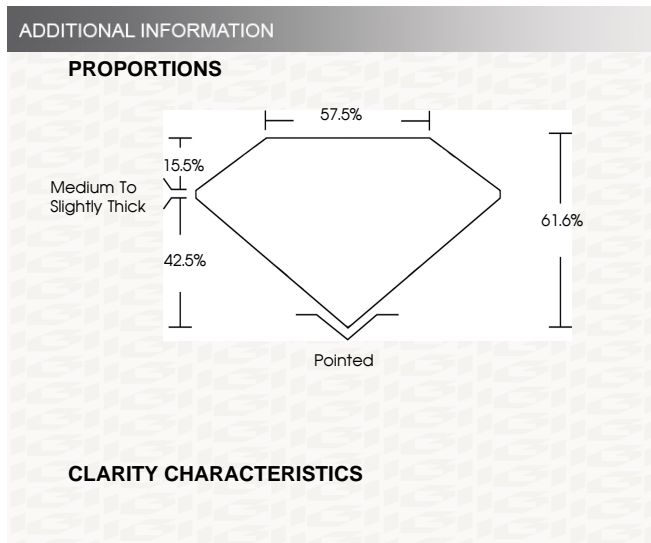 ADDITIONAL INFORMATION
PROPORTIONS
57.5%
15.5%
Medium To
Slightly Thick
61.6%
42.5%
Pointed
CLARITY CHARACTERISTICS